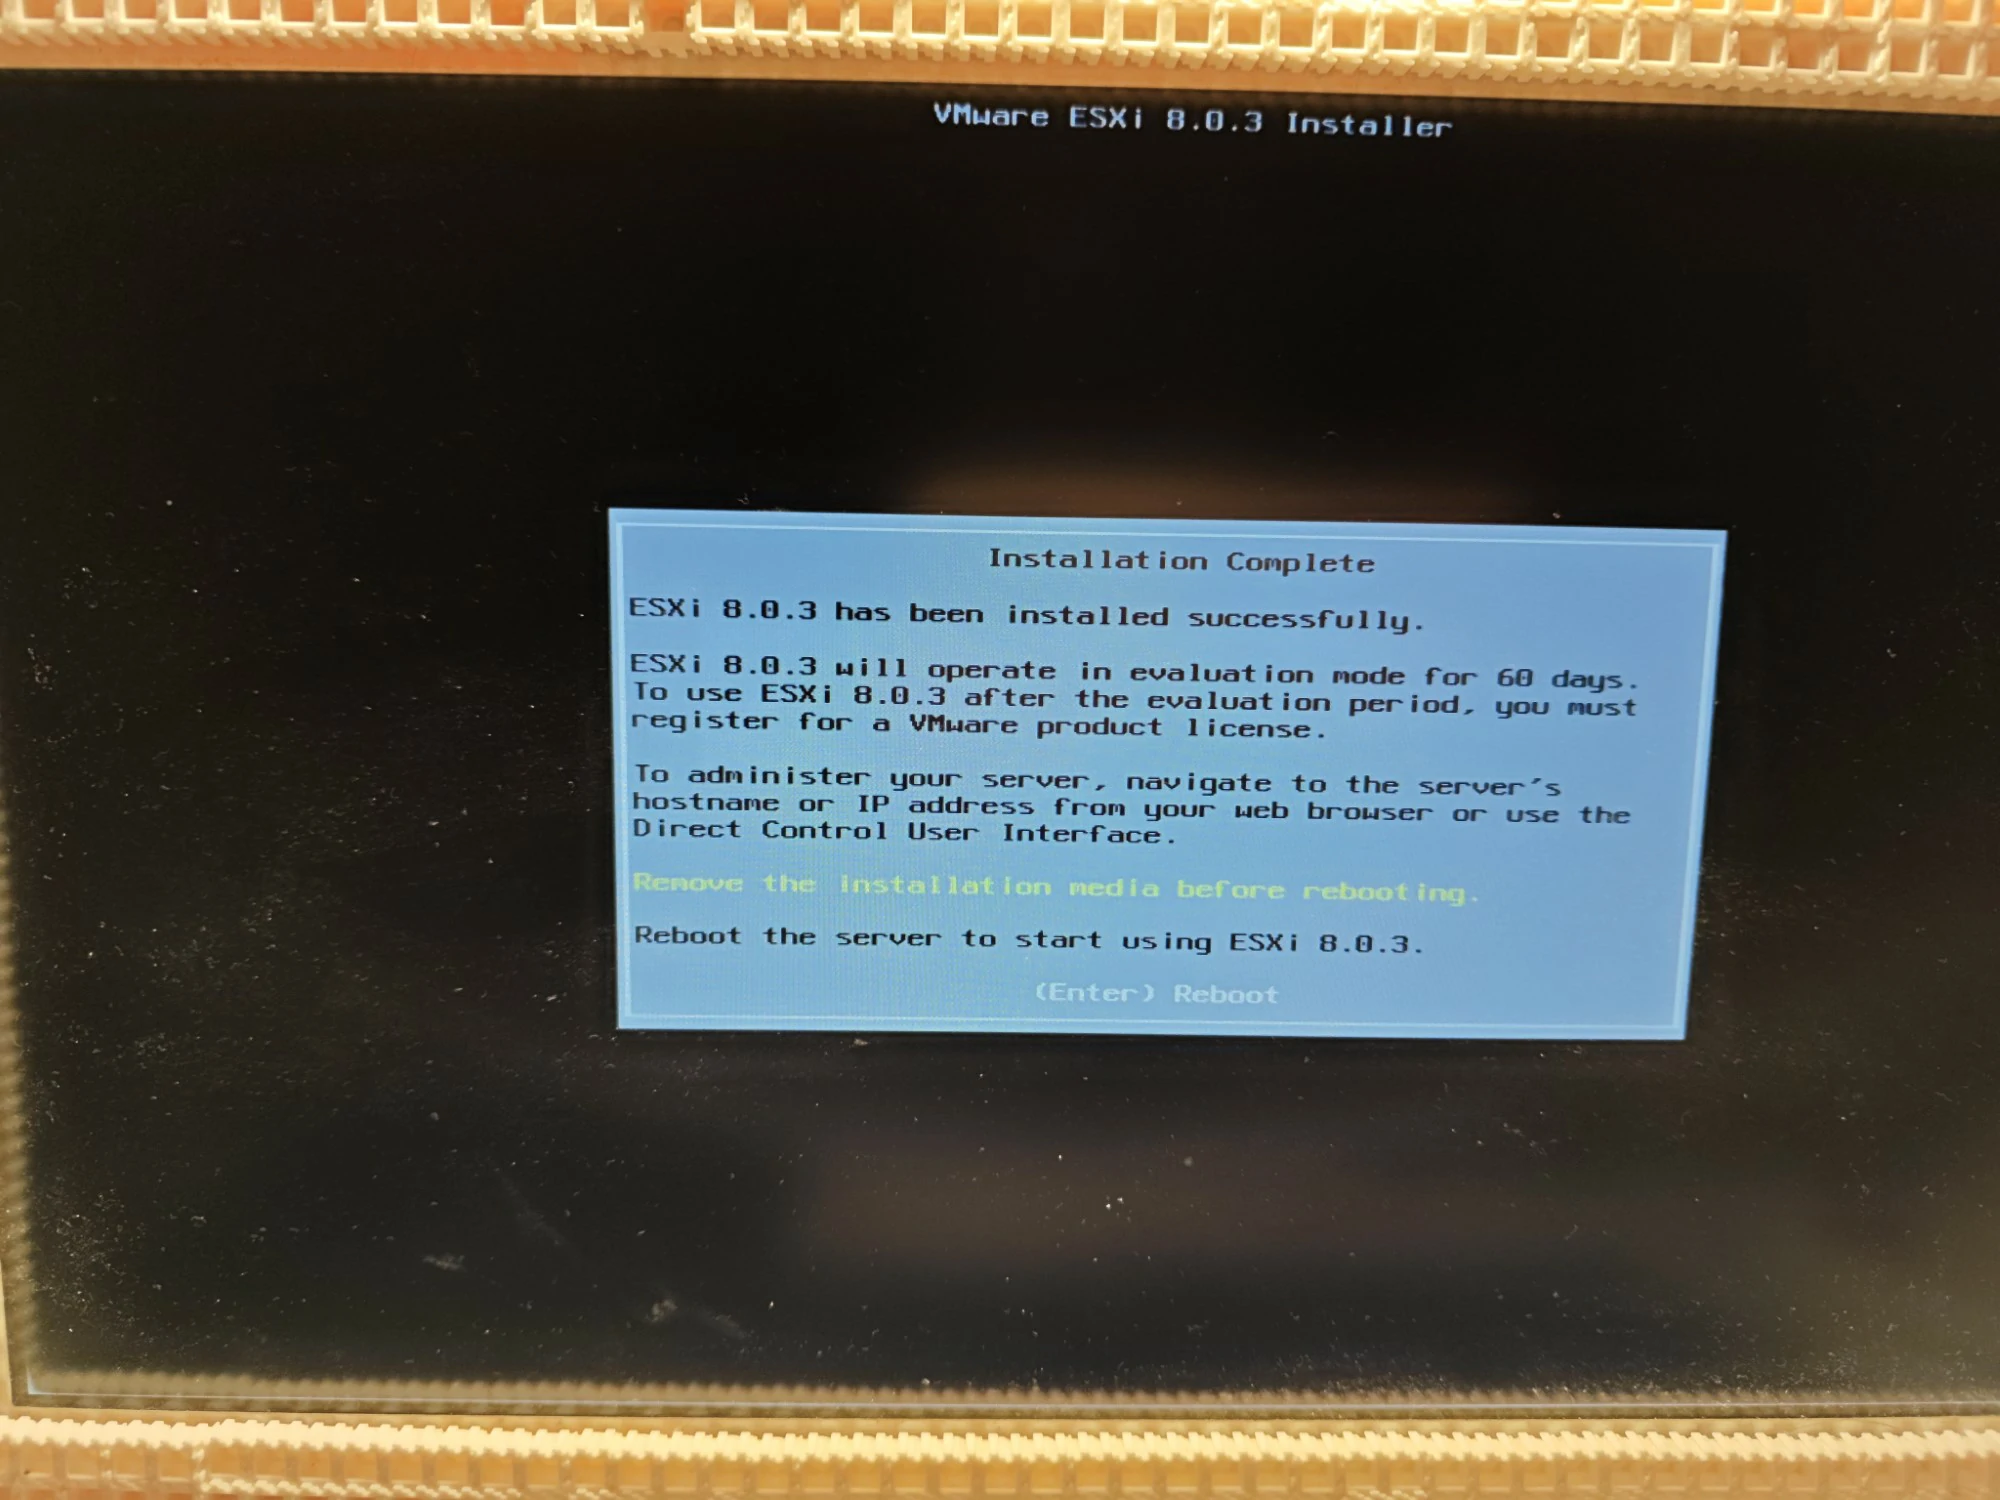 VMware ESXi 8.0.3 Installer
Installation Complete
ESXi 8.0.3 has been installed successfully.
ESXi 8.0.3 will operate in evaluation mode for 60 days.
To use ESXi 8.0.3 after the evaluation period, you must
register for a VMware product license.
To administer your server, navigate to the server's
hostname or IP address from your web browser or use the
Direct Control User Interface.
Remove the installation media before rebooting.
Reboot the server to start using ESXi 8.0.3.
(Enter) Reboot